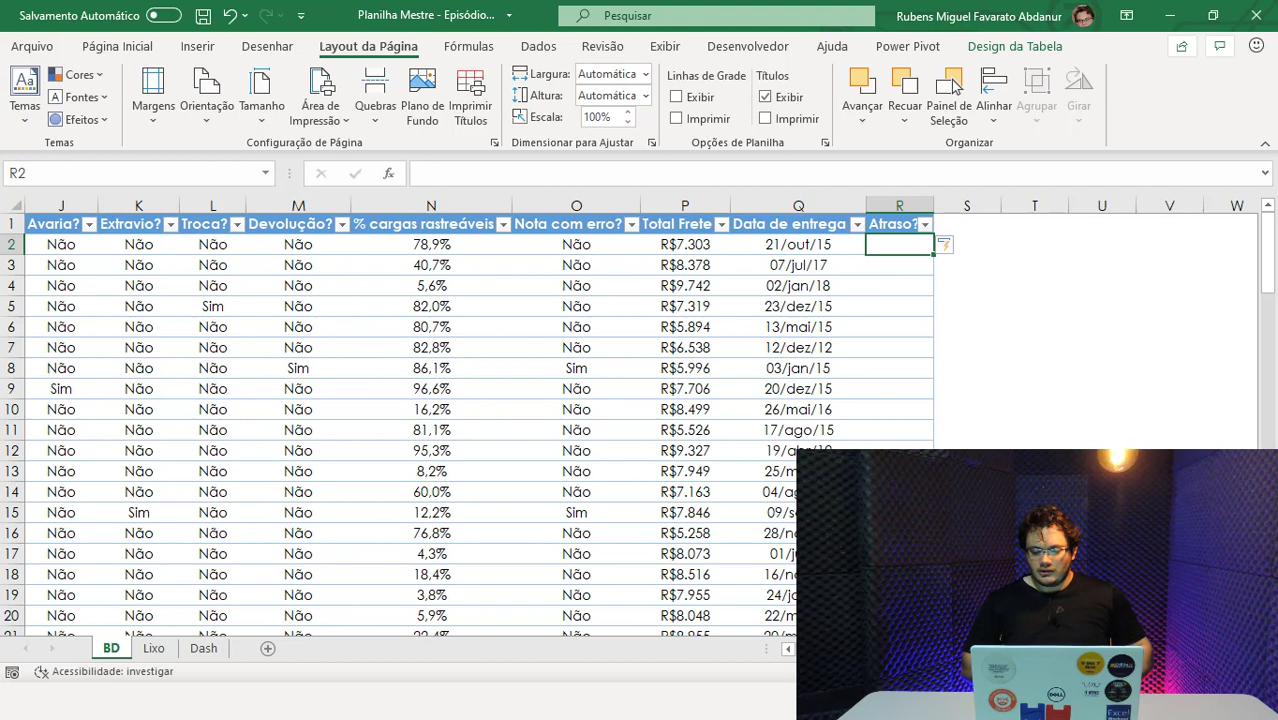 Salvamento Automático
Planilha Mestre - Episódio...
Pesquisar
Rubens Miguel Favarato Abdanur
Arquivo Página Inicial Inserir Desenhar Layout da Página Fórmulas Dados Revisão Exibir Desenvolvedor Ajuda Power Pivot Design da Tabela
Temas
Cores
Fontes
Efeitos
Temas
Margens
Orientação
Tamanho
Área de Impressão
Quebras
Plano de Fundo
Imprimir Títulos
Configuração de Página
Largura: Automática
Altura: Automática
Escala: 100%
Dimensionar para Ajustar
Linhas de Grade Títulos
Exibir Exibir
Imprimir Imprimir
Opções de Planilha
Avançar
Recuar
Painel de Seleção
Alinhar
Agrupar
Girar
Organizar
R2
fx
J K L M N O P Q R S T U V W
1 Avaria? Extravio? Troca? Devolução? % cargas rastreáveis Nota com erro? Total Frete Data de entrega Atraso?
2 Não Não Não Não 78,9% Não R$7.303 21/out/15
3 Não Não Não Não 40,7% Não R$8.378 07/jul/17
4 Não Não Não Não 5,6% Não R$9.742 02/jan/18
5 Não Não Sim Não 82,0% Não R$7.319 23/dez/15
6 Não Não Não Não 80,7% Não R$5.894 13/mai/15
7 Não Não Não Não 82,8% Não R$6.538 12/dez/12
8 Não Não Não Sim 86,1% Sim R$5.996 03/jan/15
9 Sim Não Não Não 96,6% Não R$7.706 20/dez/15
10 Não Não Não Não 16,2% Não R$8.499 26/mai/16
11 Não Não Não Não 81,1% Não R$5.526 17/ago/15
12 Não Não Não Não 95,3% Não R$9.327
13 Não Não Não Não 8,2% Não R$7.949 25/m
14 Não Não Não Não 60,0% Não R$7.163 04/ag
15 Não Sim Não Não 12,2% Sim R$7.846 09/s
16 Não Não Não Não 76,8% Não R$5.258 28/n
17 Não Não Não Não 4,3% Não R$8.073 01/j
18 Não Não Não Não 18,4% Não R$8.516 16/n
19 Não Não Não Não 3,8% Não R$7.955 24/j
20 Não Não Não Não 5,9% Não R$8.048 22/m
BD Lixo Dash
Acessibilidade: investigar
DELL
Excel